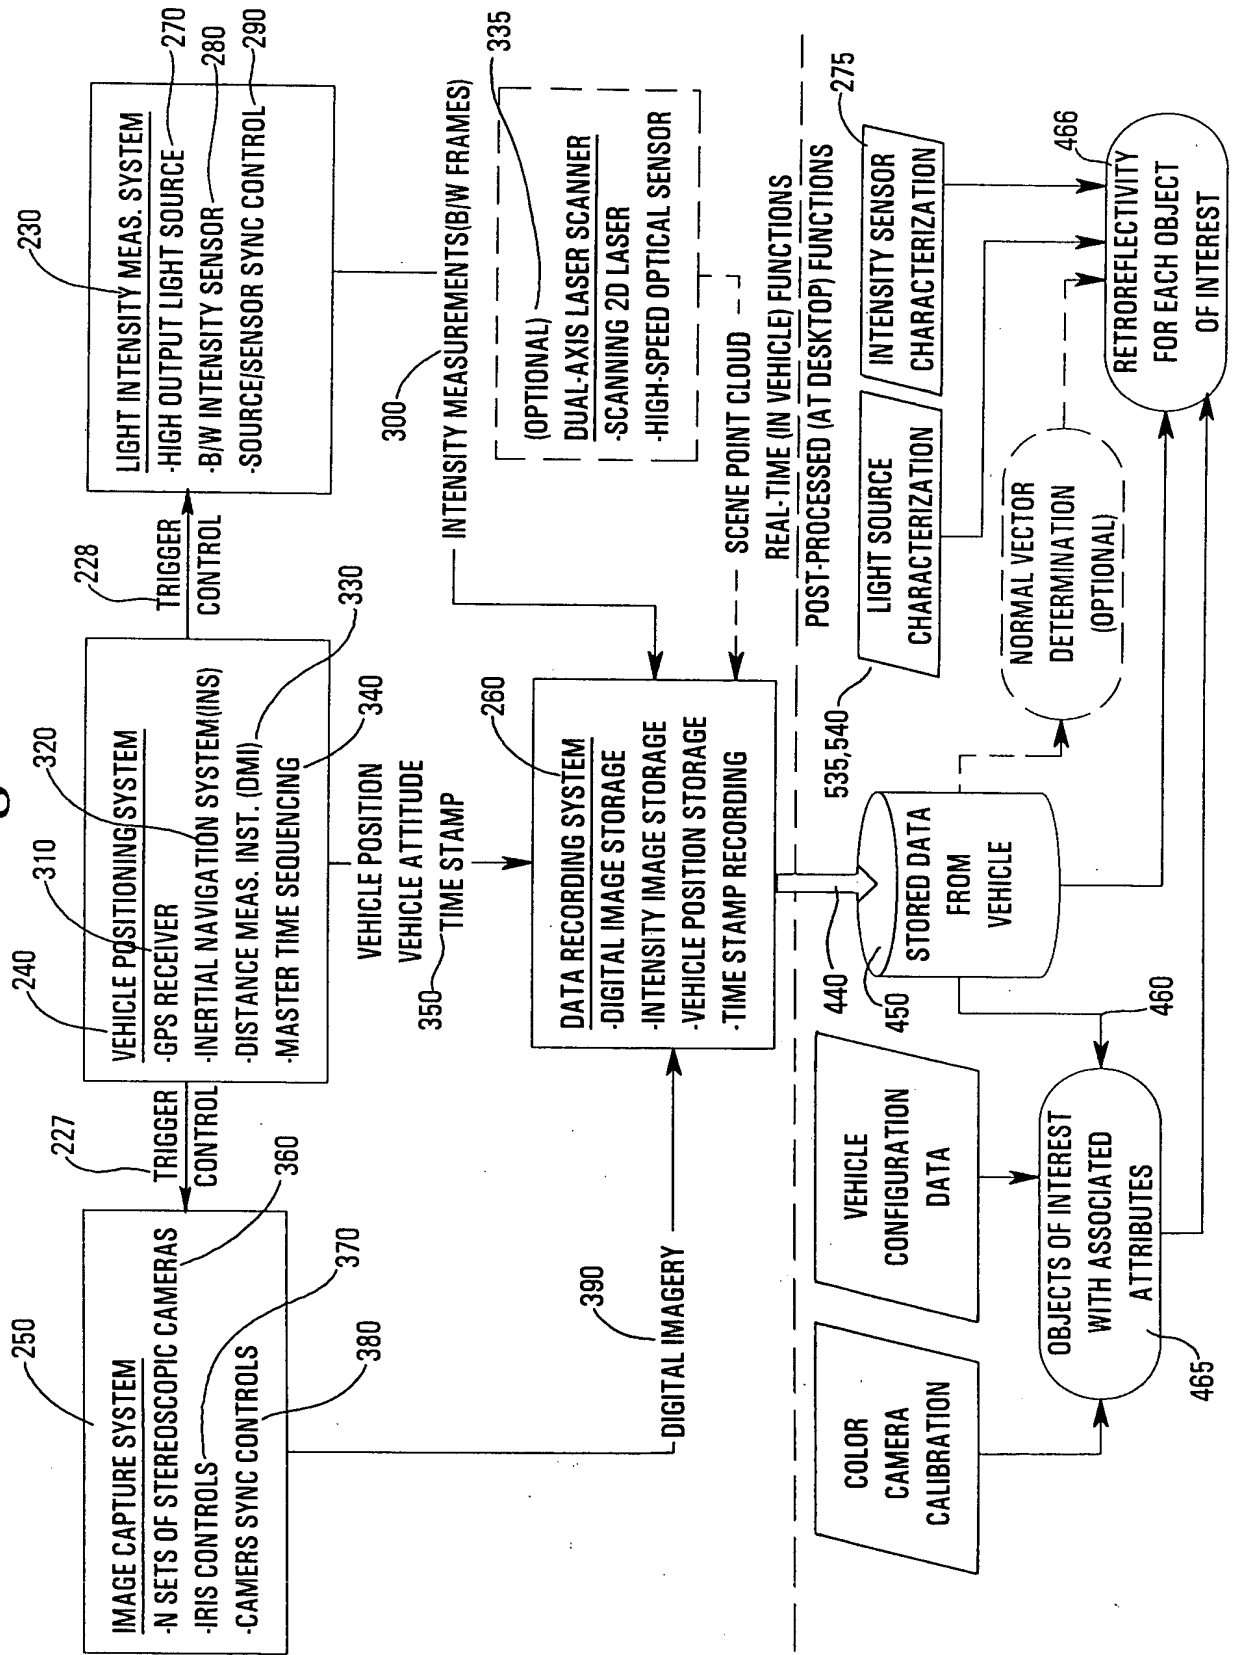 250
IMAGE CAPTURE SYSTEM
·N SETS OF STEREOSCOPIC CAMERAS
·IRIS CONTROLS
·CAMERS SYNC CONTROLS
360
370
380
227
TRIGGER
CONTROL
240
310
320
VEHICLE POSITIONING SYSTEM
·GPS RECEIVER
·INERTIAL NAVIGATION SYSTEM(INS)
·DISTANCE MEAS. INST. (DMI)
·MASTER TIME SEQUENCING
330
340
228
TRIGGER
CONTROL
230
LIGHT INTENSITY MEAS. SYSTEM
·HIGH OUTPUT LIGHT SOURCE
·B/W INTENSITY SENSOR
·SOURCE/SENSOR SYNC CONTROL
270
280
290
VEHICLE POSITION
VEHICLE ATTITUDE
TIME STAMP
350
300
INTENSITY MEASUREMENTS(B/W FRAMES)
335
(OPTIONAL)
DUAL-AXIS LASER SCANNER
·SCANNING 2D LASER
·HIGH-SPEED OPTICAL SENSOR
390
DIGITAL IMAGERY
260
DATA RECORDING SYSTEM
·DIGITAL IMAGE STORAGE
·INTENSITY IMAGE STORAGE
·VEHICLE POSITION STORAGE
·TIME STAMP RECORDING
SCENE POINT CLOUD
REAL-TIME (IN VEHICLE) FUNCTIONS
POST-PROCESSED (AT DESKTOP) FUNCTIONS
COLOR
CAMERA
CALIBRATION
VEHICLE
CONFIGURATION
DATA
440
450
STORED DATA
FROM
VEHICLE
535,540
LIGHT SOURCE
CHARACTERIZATION
275
INTENSITY SENSOR
CHARACTERIZATION
460
OBJECTS OF INTEREST
WITH ASSOCIATED
ATTRIBUTES
465
NORMAL VECTOR
DETERMINATION
(OPTIONAL)
466
RETROREFLECTIVITY
FOR EACH OBJECT
OF INTEREST